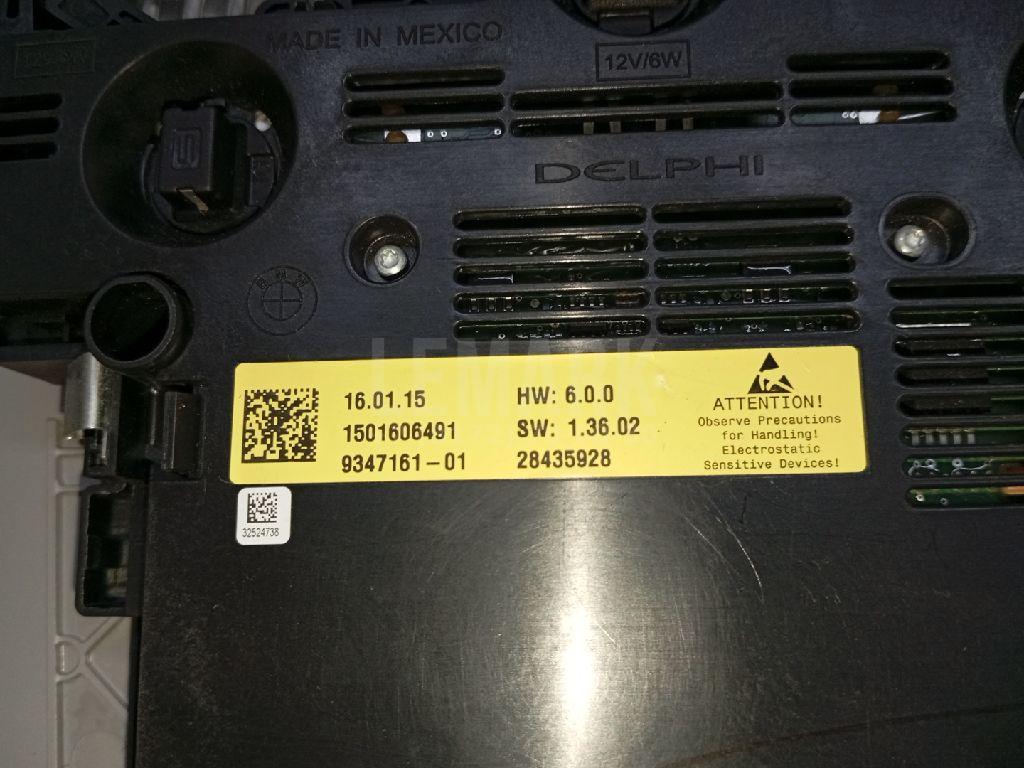 MADE IN MEXICO
12V/6W
DELPHI
LEMARK
16.01.15
1501606491
9347161-01
HW: 6.0.0
SW: 1.36.02
28435928
ATTENTION!
Observe Precautions
for Handling!
Electrostatic
Sensitive Devices!
32524738